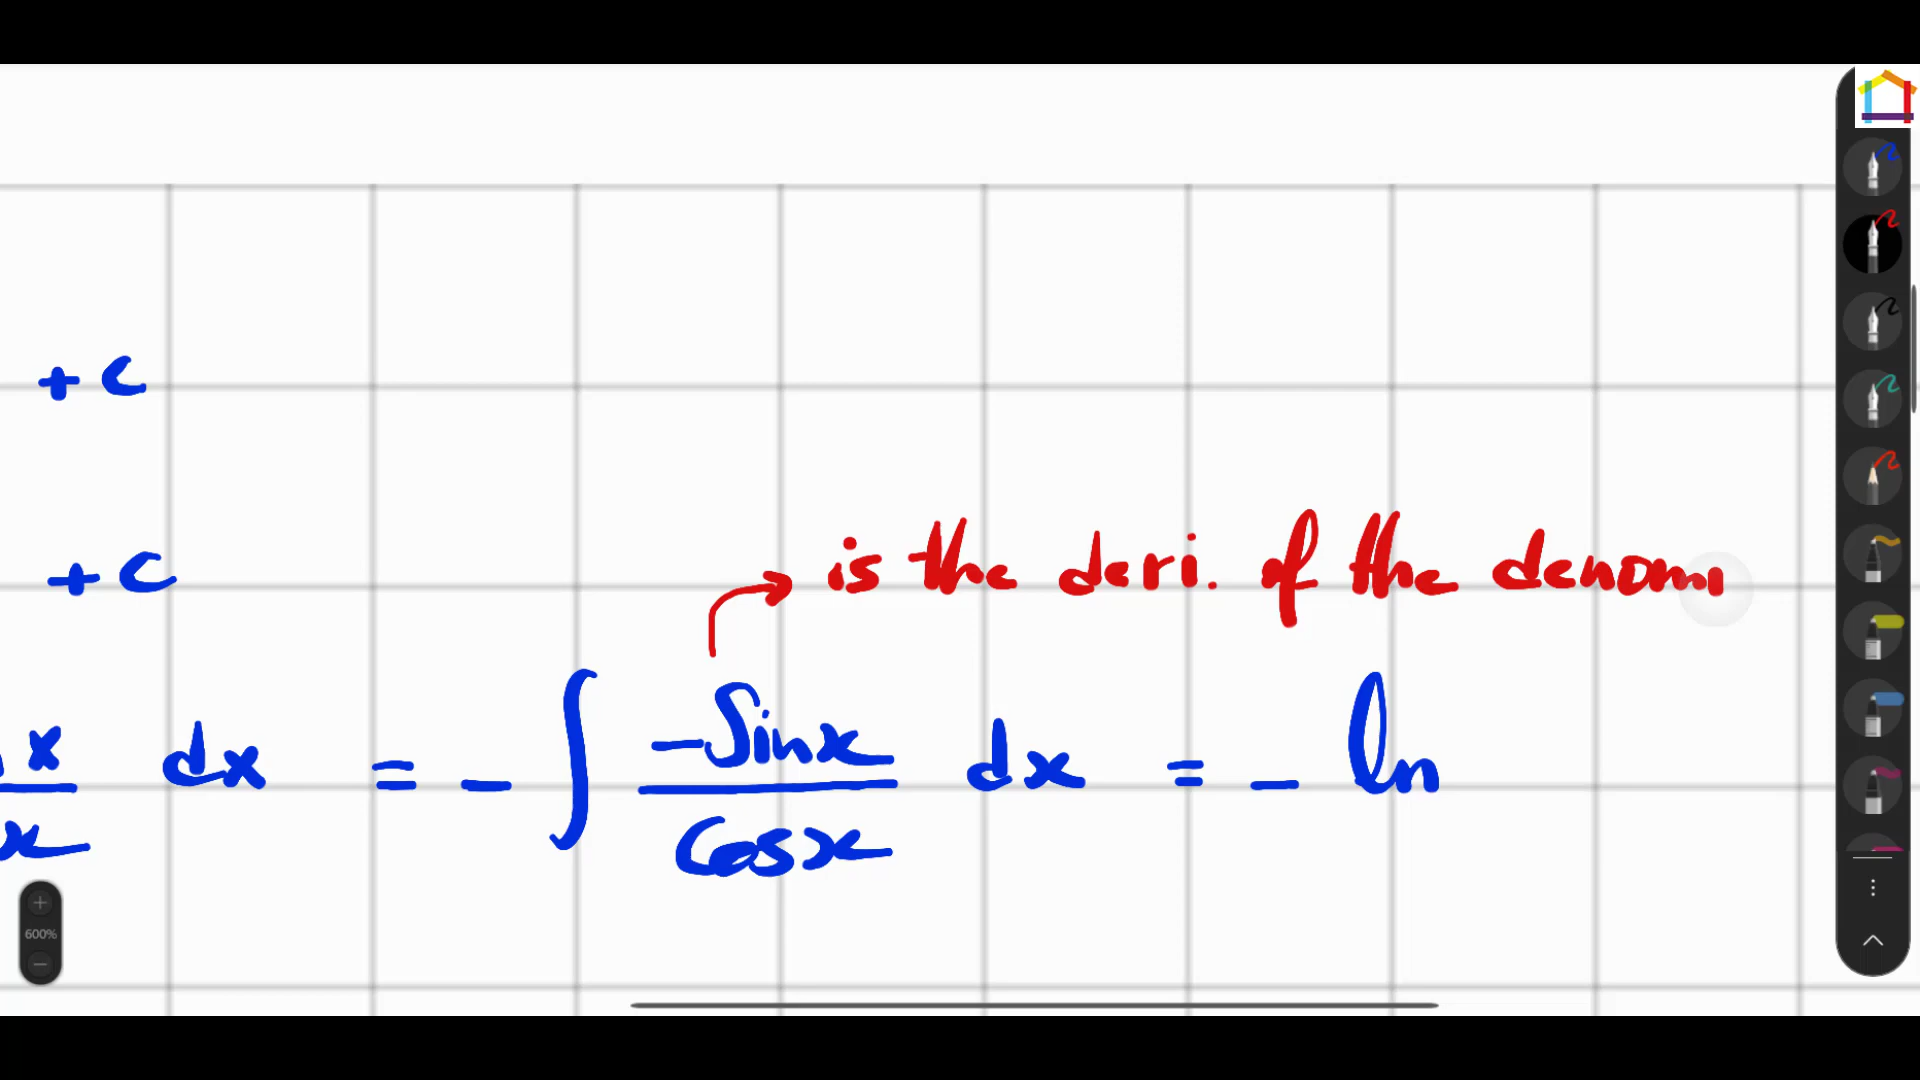 + c
+ c
is the deri. of the denom
x/x dx = - ∫ -Sinx/Cosx dx = - ln
600%